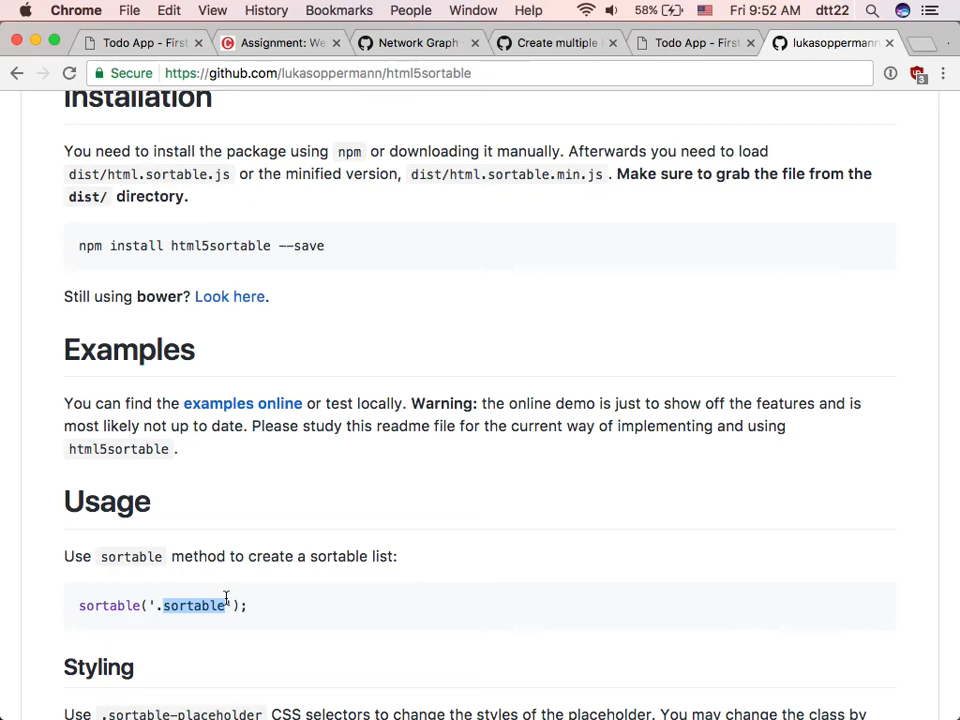 Chrome File Edit View History Bookmarks People Window Help 58% Fri 9:52 AM dtt22
Todo App - First Assignment: We Network Graph · Create multiple Todo App - First lukasoppermann
Secure https://github.com/lukasoppermann/html5sortable 3
Installation
You need to install the package using npm or downloading it manually. Afterwards you need to load
dist/html.sortable.js or the minified version, dist/html.sortable.min.js . Make sure to grab the file from the
dist/ directory.
npm install html5sortable --save
Still using bower? Look here.
Examples
You can find the examples online or test locally. Warning: the online demo is just to show off the features and is
most likely not up to date. Please study this readme file for the current way of implementing and using
html5sortable .
Usage
Use sortable method to create a sortable list:
sortable('.sortable');
Styling
Use .sortable-placeholder CSS selectors to change the styles of the placeholder. You may change the class by